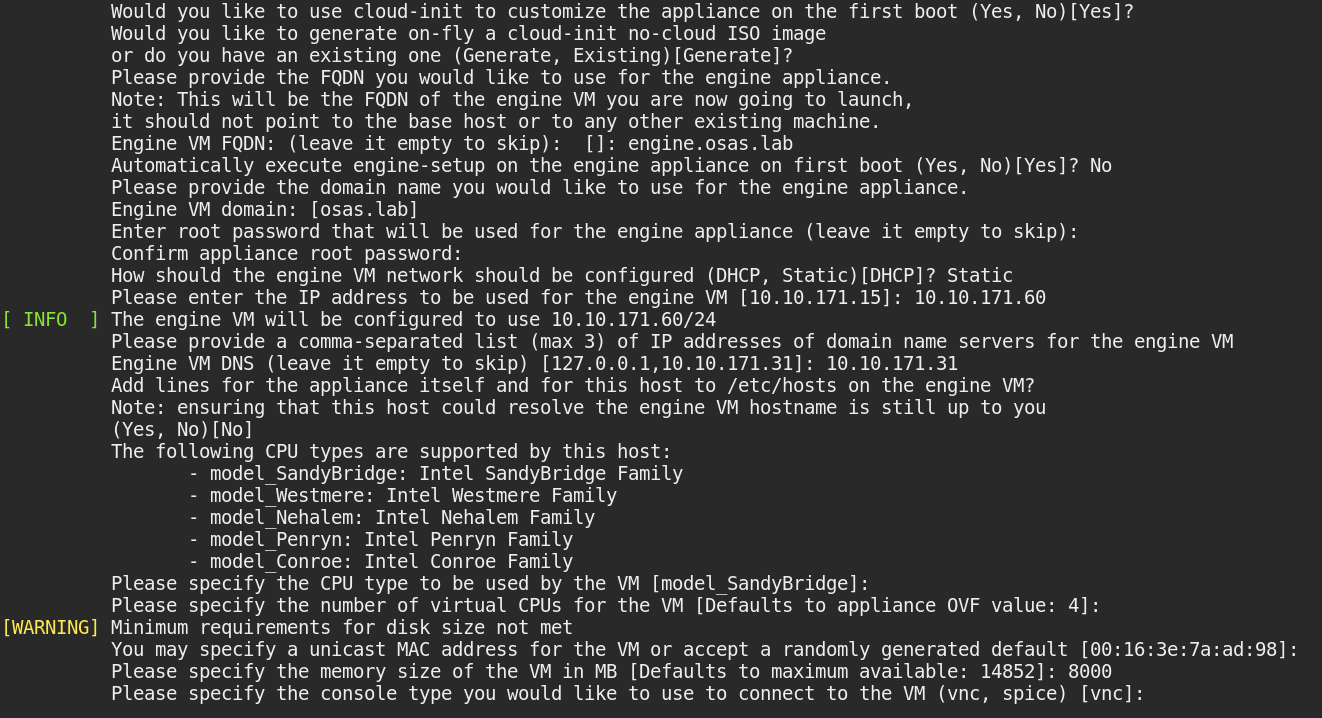 Would you like to use cloud-init to customize the appliance on the first boot (Yes, No)[Yes]?
Would you like to generate on-fly a cloud-init no-cloud ISO image
or do you have an existing one (Generate, Existing)[Generate]?
Please provide the FQDN you would like to use for the engine appliance.
Note: This will be the FQDN of the engine VM you are now going to launch,
it should not point to the base host or to any other existing machine.
Engine VM FQDN: (leave it empty to skip):  []: engine.osas.lab
Automatically execute engine-setup on the engine appliance on first boot (Yes, No)[Yes]? No
Please provide the domain name you would like to use for the engine appliance.
Engine VM domain: [osas.lab]
Enter root password that will be used for the engine appliance (leave it empty to skip):
Confirm appliance root password:
How should the engine VM network should be configured (DHCP, Static)[DHCP]? Static
Please enter the IP address to be used for the engine VM [10.10.171.15]: 10.10.171.60
[ INFO  ] The engine VM will be configured to use 10.10.171.60/24
Please provide a comma-separated list (max 3) of IP addresses of domain name servers for the engine VM
Engine VM DNS (leave it empty to skip) [127.0.0.1,10.10.171.31]: 10.10.171.31
Add lines for the appliance itself and for this host to /etc/hosts on the engine VM?
Note: ensuring that this host could resolve the engine VM hostname is still up to you
(Yes, No)[No]
The following CPU types are supported by this host:
- model_SandyBridge: Intel SandyBridge Family
- model_Westmere: Intel Westmere Family
- model_Nehalem: Intel Nehalem Family
- model_Penryn: Intel Penryn Family
- model_Conroe: Intel Conroe Family
Please specify the CPU type to be used by the VM [model_SandyBridge]:
Please specify the number of virtual CPUs for the VM [Defaults to appliance OVF value: 4]:
[WARNING] Minimum requirements for disk size not met
You may specify a unicast MAC address for the VM or accept a randomly generated default [00:16:3e:7a:ad:98]:
Please specify the memory size of the VM in MB [Defaults to maximum available: 14852]: 8000
Please specify the console type you would like to use to connect to the VM (vnc, spice) [vnc]: